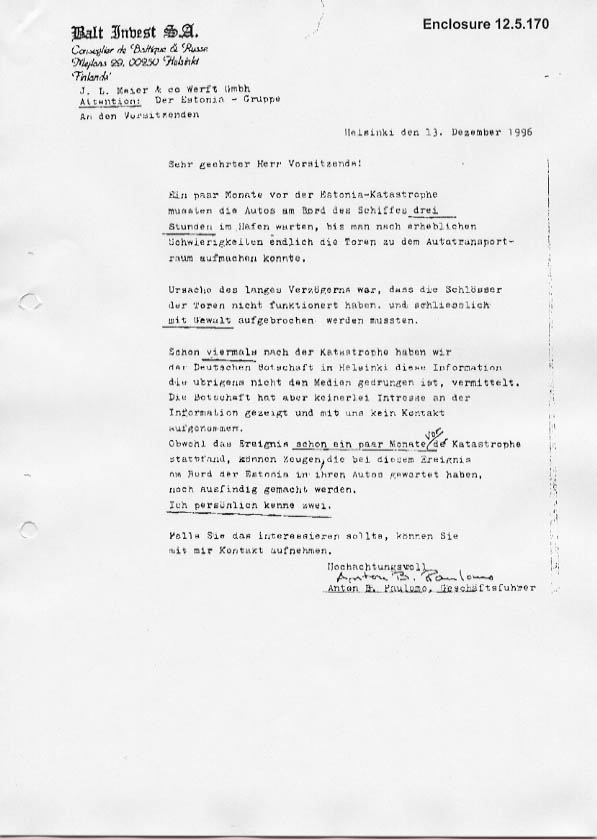 Enclosure 12.5.170
Balt Invest S.A.
Conseglier de Baltique & Russe
00250 Helsinki
Finlande
J. L. Meier & co Werft Gmbh
Attention: Der Estonia - Gruppe
An den Vorsitzenden
Helsinki den 13. Dezember 1996
Sehr geehrter Herr Vorsitzende!
Ein paar Monate vor der Estonia-Katastrophe
mussten die Autos am Bord des Schiffes drei
Stunden im Hafen warten, bis man nach erheblichen
Schwierigkeiten endlich die Toren zu dem Autotransport-
raum aufmachen konnte.
Ursache des langes Verzögerns war, dass die Schlösser
der Toren nicht funktionert haben. und schliesslich
mit Gewalt aufgebrochen werden mussten.
Schon viermals nach der Katastrophe haben wir
der Deutschen Botschaft in Helsinki diese Information
die ubrigens nicht den Medien gedrungen ist, vermittelt.
Die Botschaft hat aber keinerlei Intresse an der
Information gezeigt und mit uns kein Kontakt
aufgenommen.
Obwohl das Ereignis schon ein paar Monate vor de Katastrophe
stattfand, können Zeugen, die bei diesem Ereignis
am Bord der Estonia in ihren Autos gewartet haben,
noch ausfindig gemacht werden.
Ich persönlich kenne zwei.
Falls Sie das interessieren sollte, können Sie
mit mir Kontakt aufnehmen.
Hochachtungsvoll
Anton B. Paulomo
Anton B. Paulomo, Geschäftsfuhrer